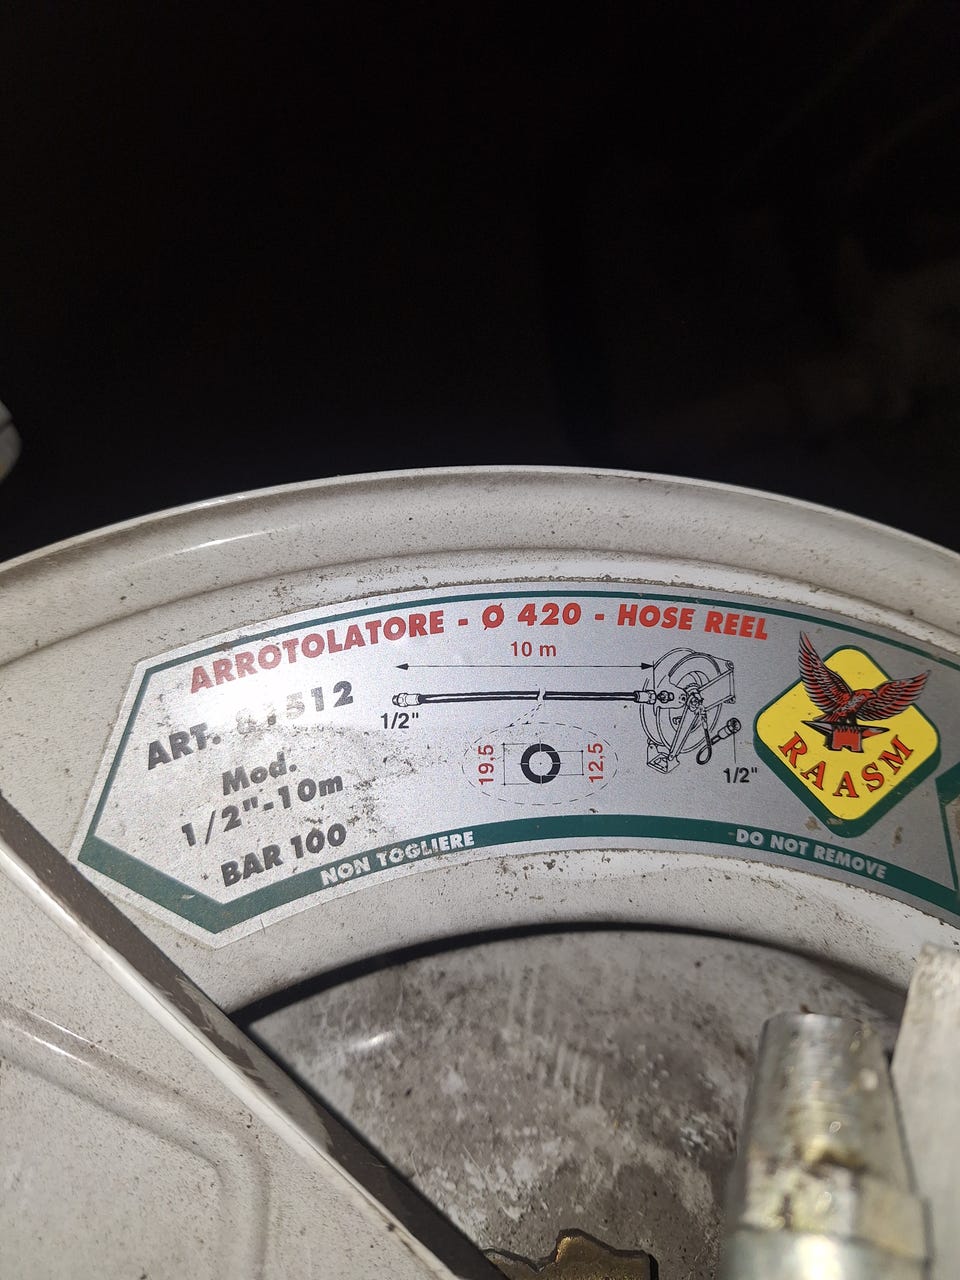 ARROTOLATORE - Ø 420 - HOSE REEL
ART.
Mod.
1/2"-10m
BAR 100
10 m
1/2"
19,5
12,5
1/2"
RAASM
NON TOGLIERE
DO NOT REMOVE